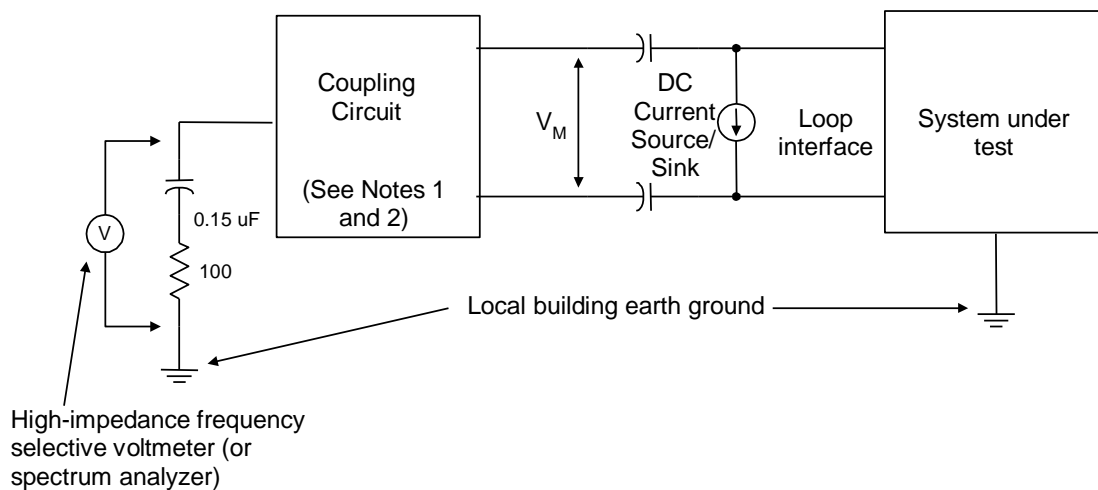 Coupling
Circuit
(See Notes 1
and 2)
V_M
DC
Current
Source/
Sink
Loop
interface
System under
test
V
0.15 uF
100
Local building earth ground
High-impedance frequency
selective voltmeter (or
spectrum analyzer)